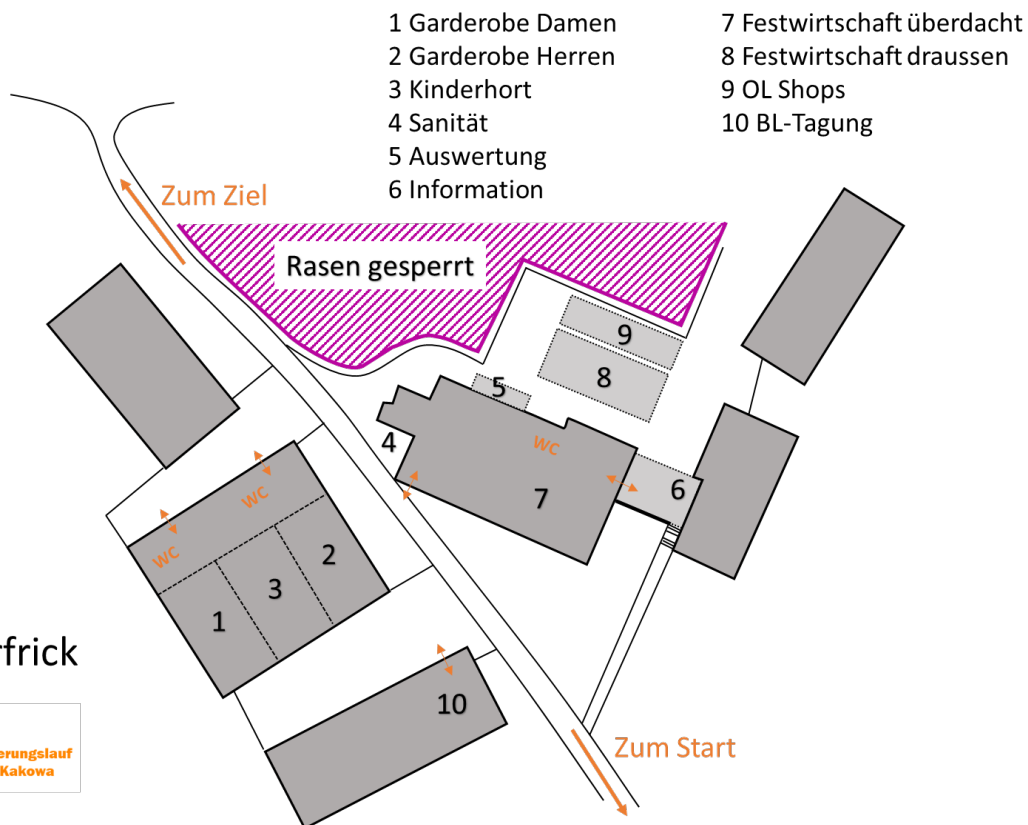 1 Garderobe Damen
2 Garderobe Herren
3 Kinderhort
4 Sanität
5 Auswertung
6 Information
7 Festwirtschaft überdacht
8 Festwirtschaft draussen
9 OL Shops
10 BL-Tagung
Zum Ziel
Rasen gesperrt
9
8
5
4
WC
6
7
WC
WC
2
3
1
rfrick
10
Zum Start
erungslauf
Kakowa